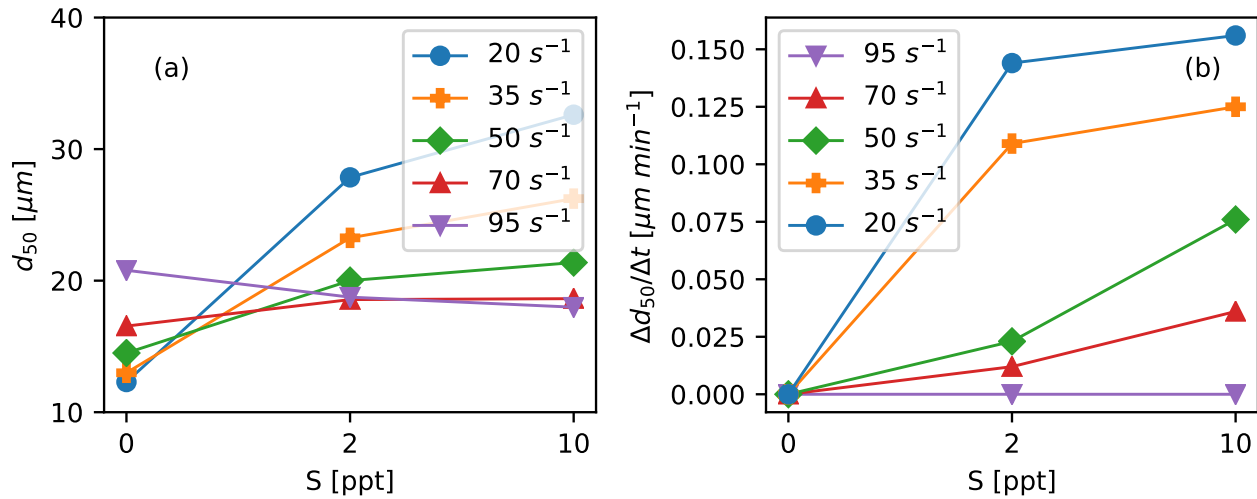 40
30
20
10
d₅₀ [μm]
(a)
20 s⁻¹
35 s⁻¹
50 s⁻¹
70 s⁻¹
95 s⁻¹
0 2 10
S [ppt]
0.150
0.125
0.100
0.075
0.050
0.025
0.000
Δd₅₀/Δt [μm min⁻¹]
95 s⁻¹
70 s⁻¹
50 s⁻¹
35 s⁻¹
20 s⁻¹
(b)
0 2 10
S [ppt]